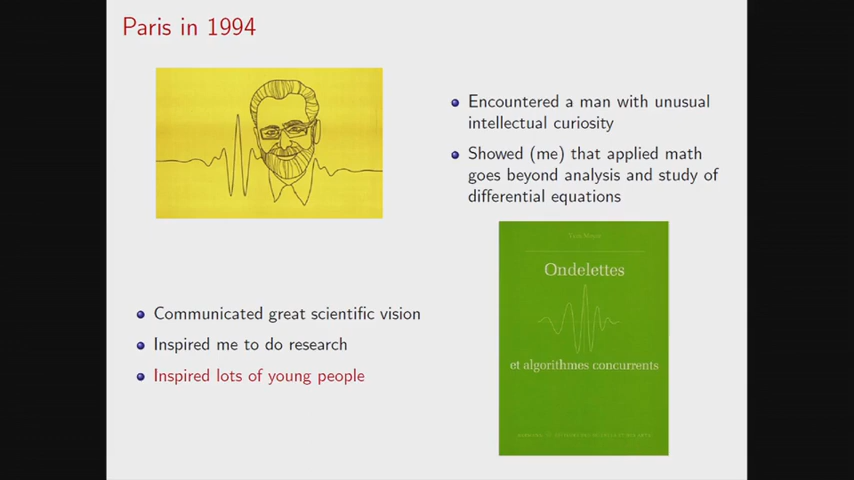 Paris in 1994
Encountered a man with unusual
intellectual curiosity
Showed (me) that applied math
goes beyond analysis and study of
differential equations
Communicated great scientific vision
Inspired me to do research
Inspired lots of young people
Ondelettes
et algorithmes concurrents